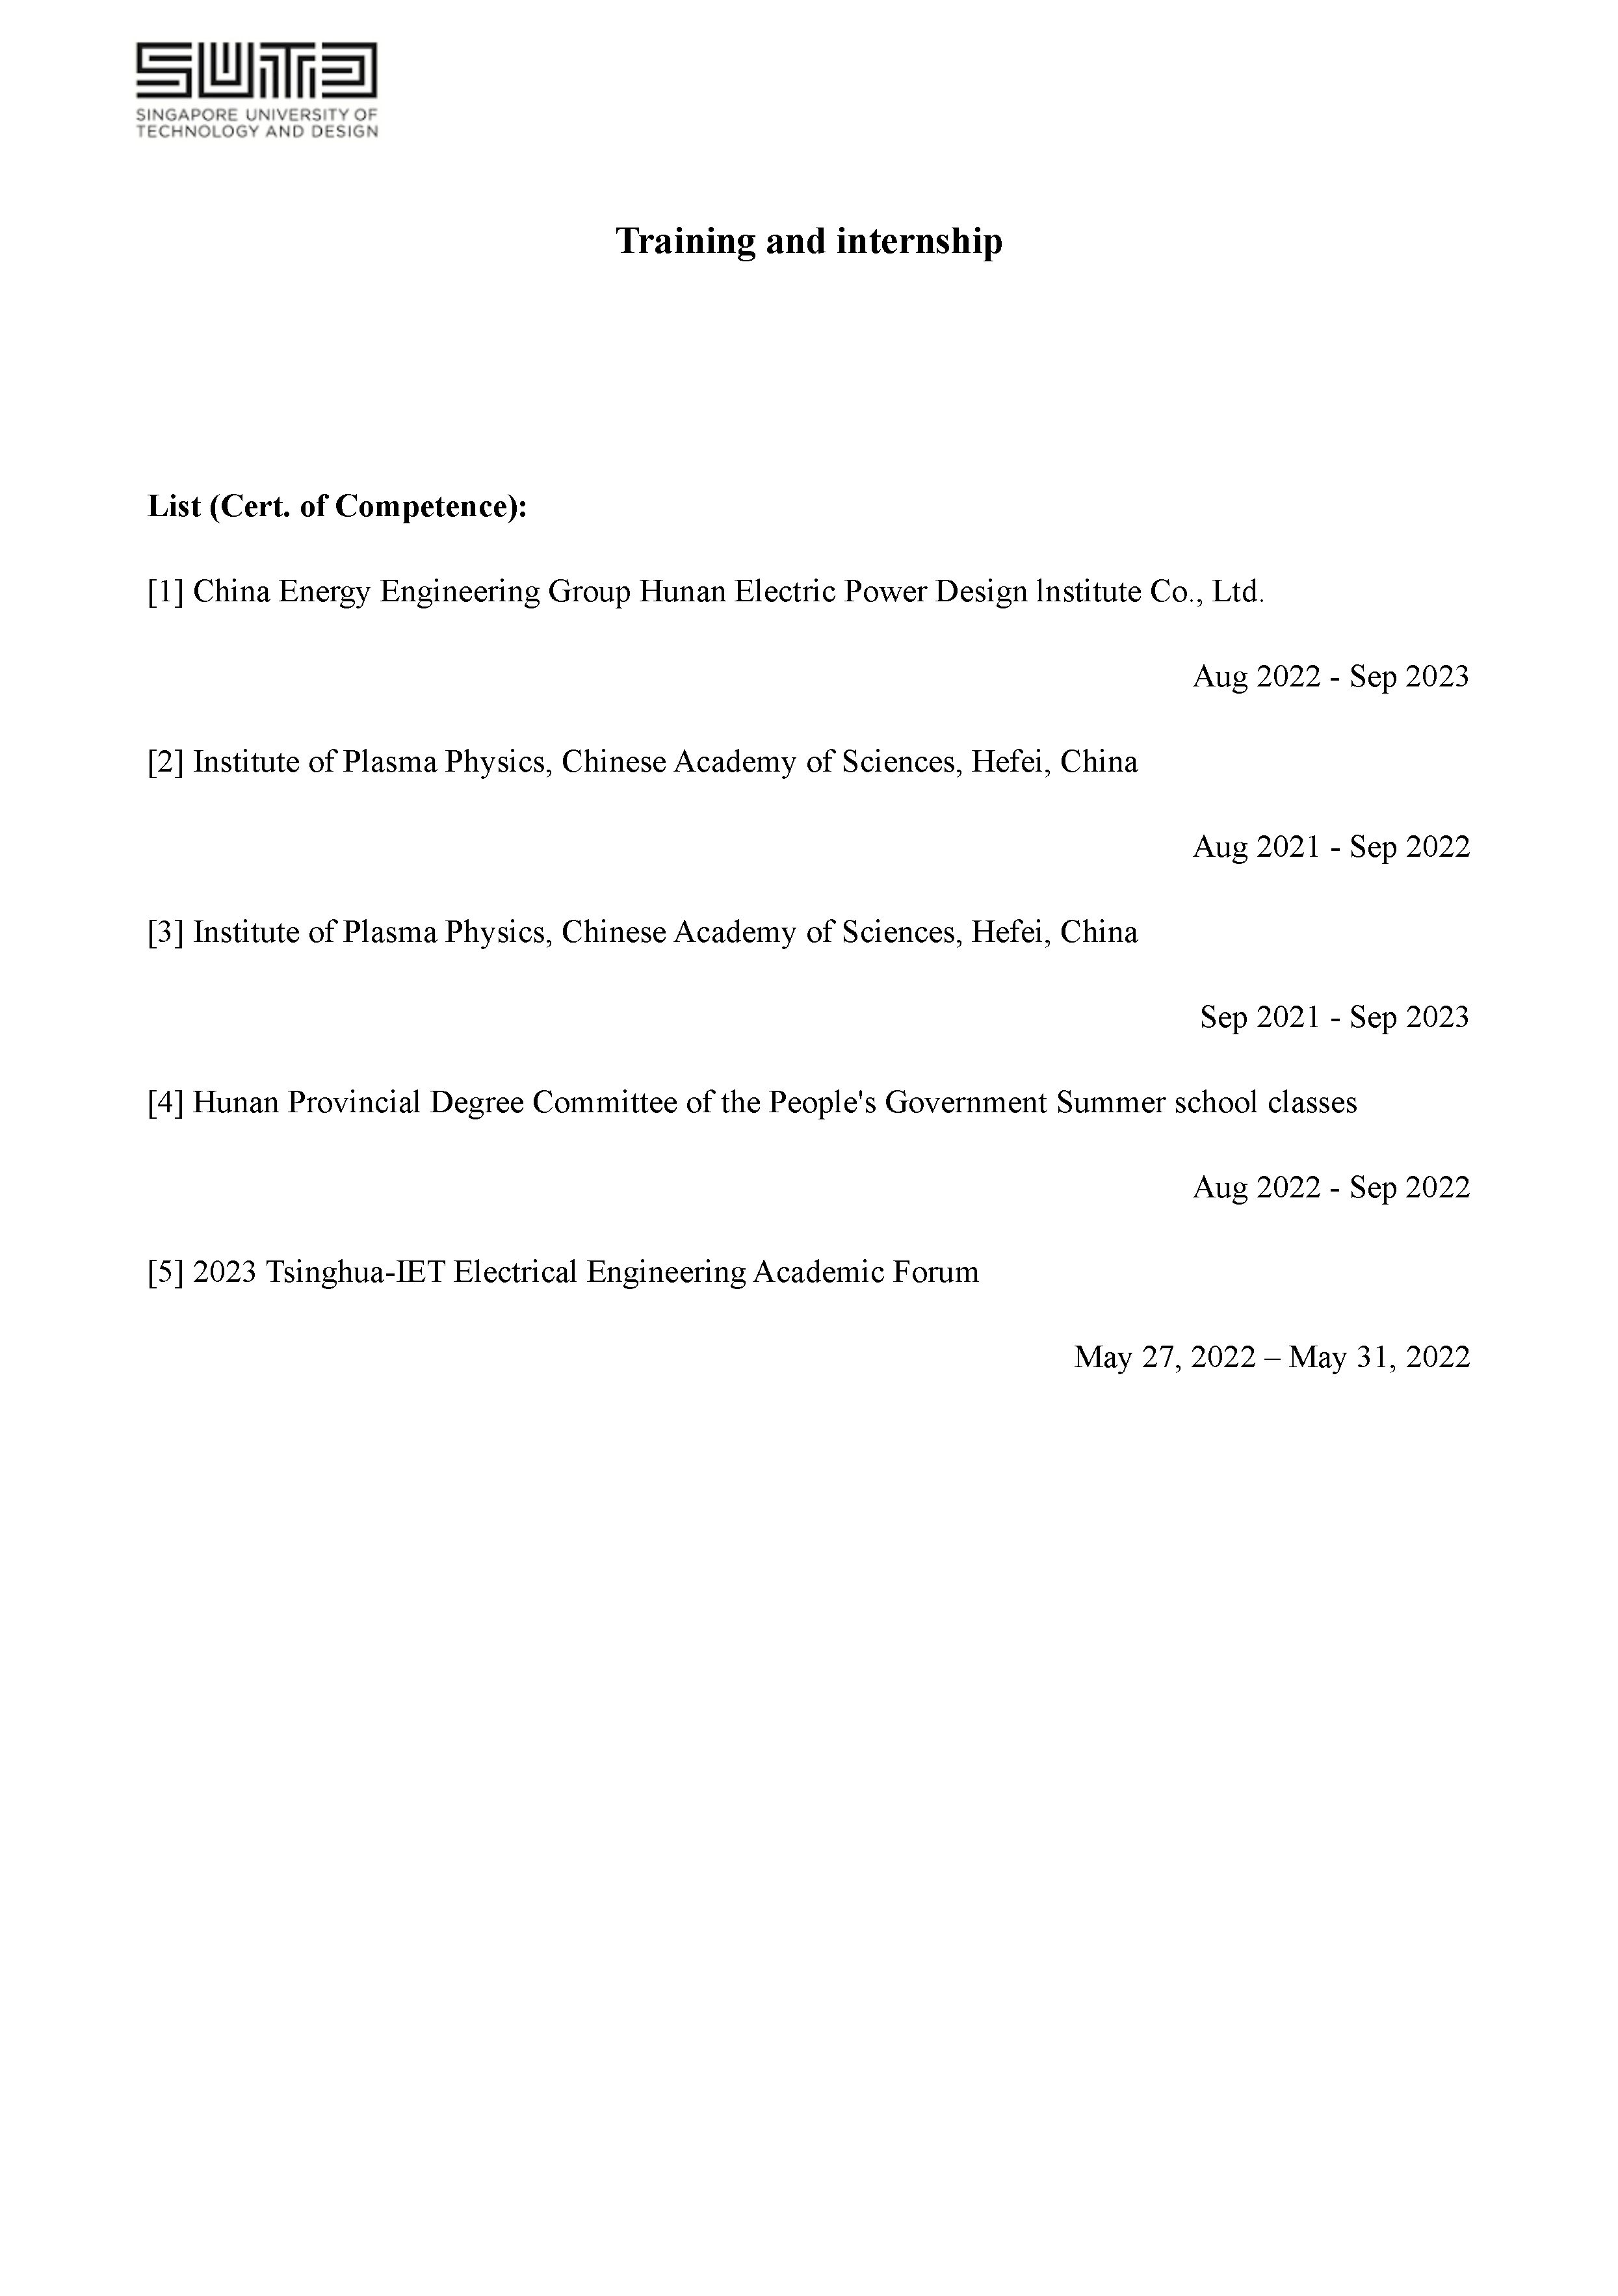 SUTD
SINGAPORE UNIVERSITY OF
TECHNOLOGY AND DESIGN
Training and internship
List (Cert. of Competence):
[1] China Energy Engineering Group Hunan Electric Power Design lnstitute Co., Ltd.
Aug 2022 - Sep 2023
[2] Institute of Plasma Physics, Chinese Academy of Sciences, Hefei, China
Aug 2021 - Sep 2022
[3] Institute of Plasma Physics, Chinese Academy of Sciences, Hefei, China
Sep 2021 - Sep 2023
[4] Hunan Provincial Degree Committee of the People's Government Summer school classes
Aug 2022 - Sep 2022
[5] 2023 Tsinghua-IET Electrical Engineering Academic Forum
May 27, 2022 – May 31, 2022